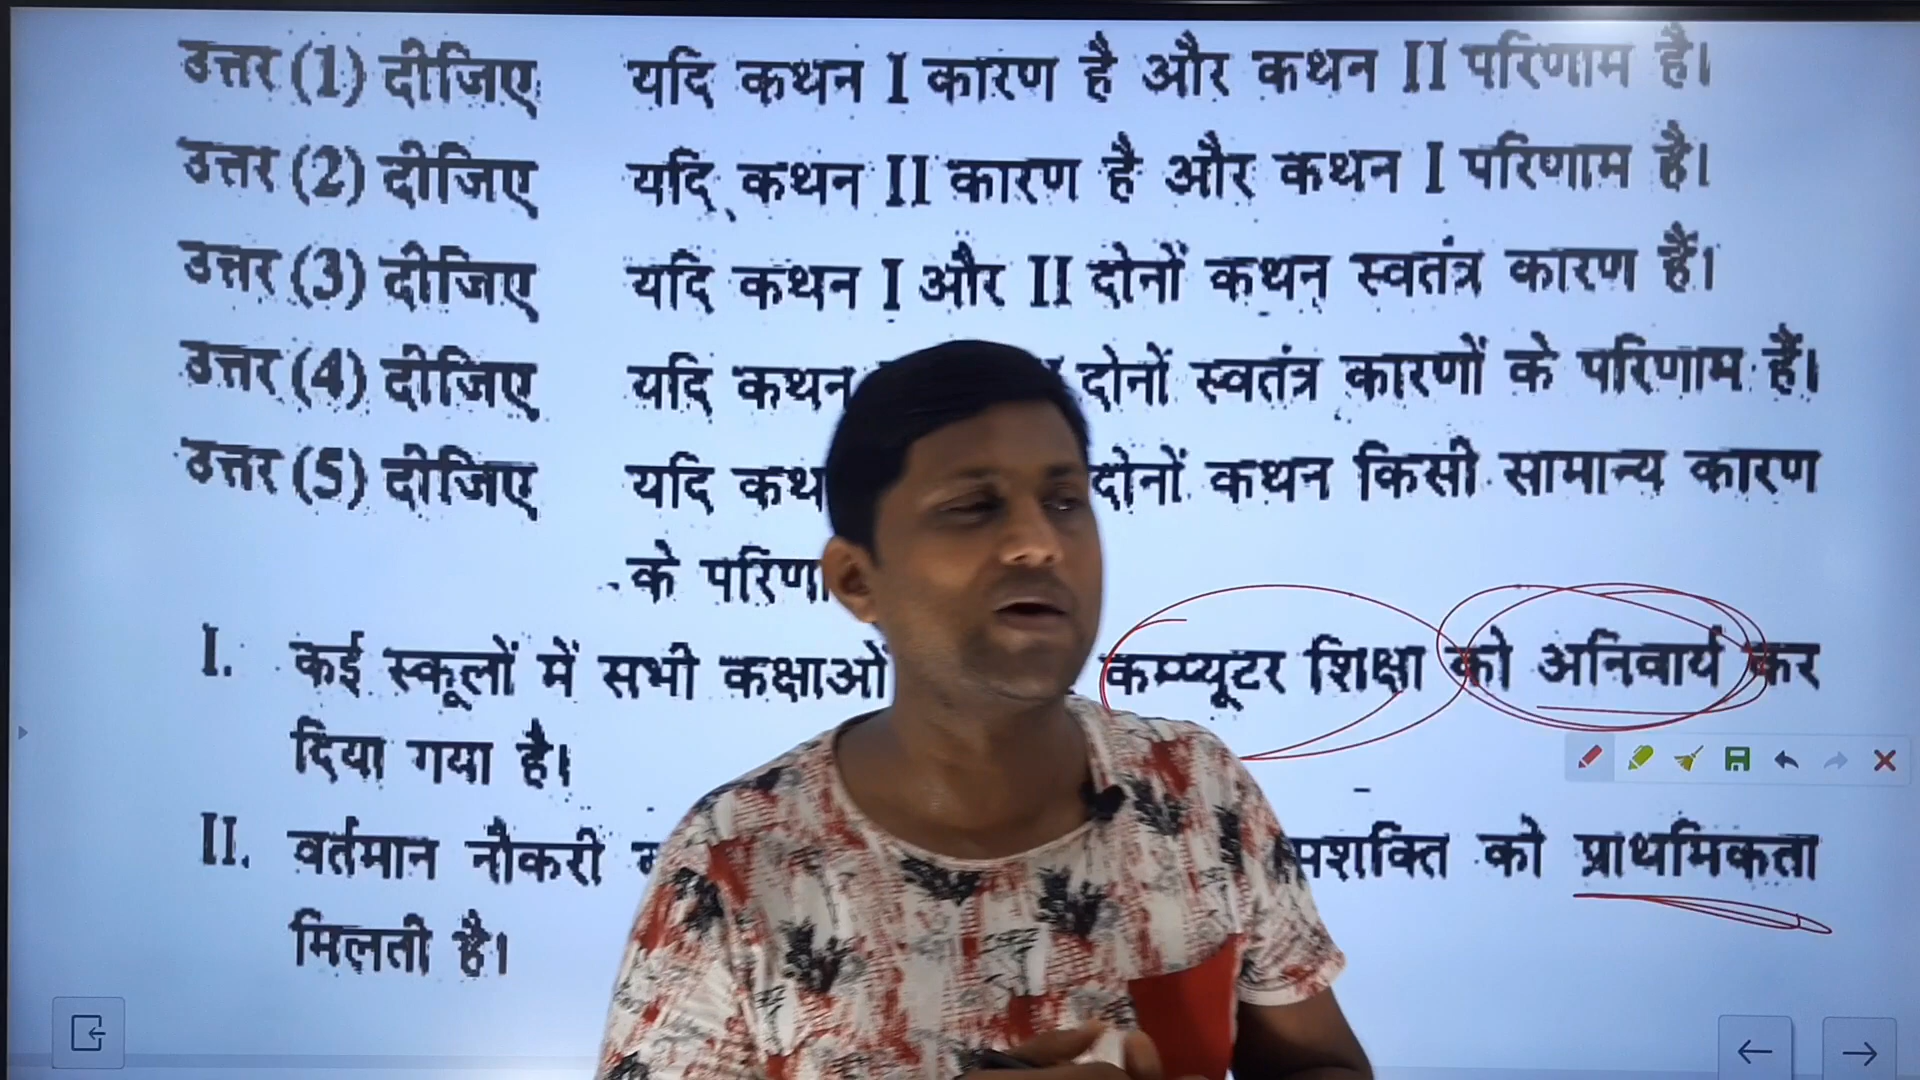 उत्तर (1) दीजिए यदि कथन I कारण है और कथन II परिणाम है।
उत्तर (2) दीजिए यदि कथन II कारण है और कथन I परिणाम है।
उत्तर (3) दीजिए यदि कथन I और II दोनों कथन स्वतंत्र कारण हैं।
उत्तर (4) दीजिए यदि कथन दोनों स्वतंत्र कारणों के परिणाम हैं।
उत्तर (5) दीजिए यदि दोनों कथन किसी सामान्य कारण
के
I. कई स्कूलों में सभी कक्षाओं कम्प्यूटर शिक्षा को अनिवार्य कर
दिया गया है।
II. वर्तमान नौकरी को प्राथमिकता
मिलती है।